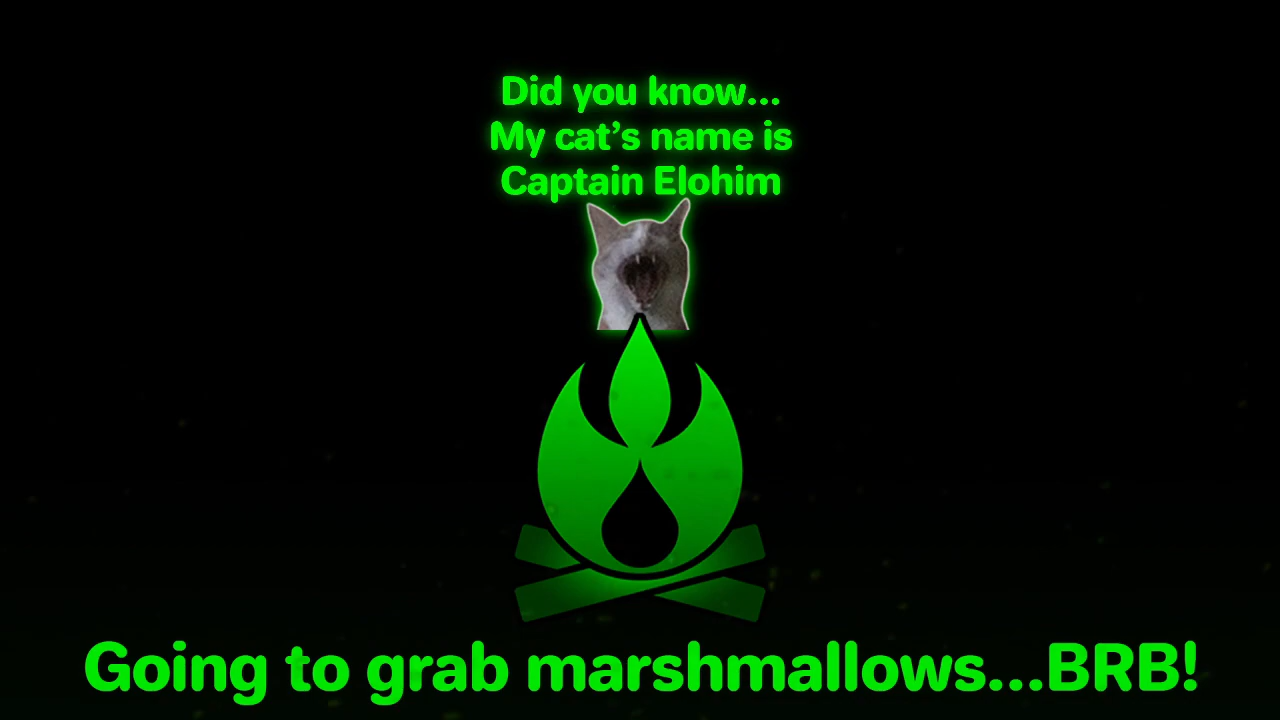 Did you know...
My cat’s name is
Captain Elohim
Going to grab marshmallows...BRB!